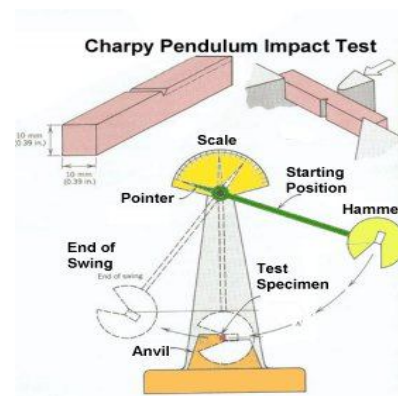 Charpy Pendulum Impact Test
10 mm
(0.39 in.)
10 mm
(0.39 in.)
Scale
Starting
Position
Pointer
Hamme
End of
Swing
End of swing
Test
Specimen
Anvil